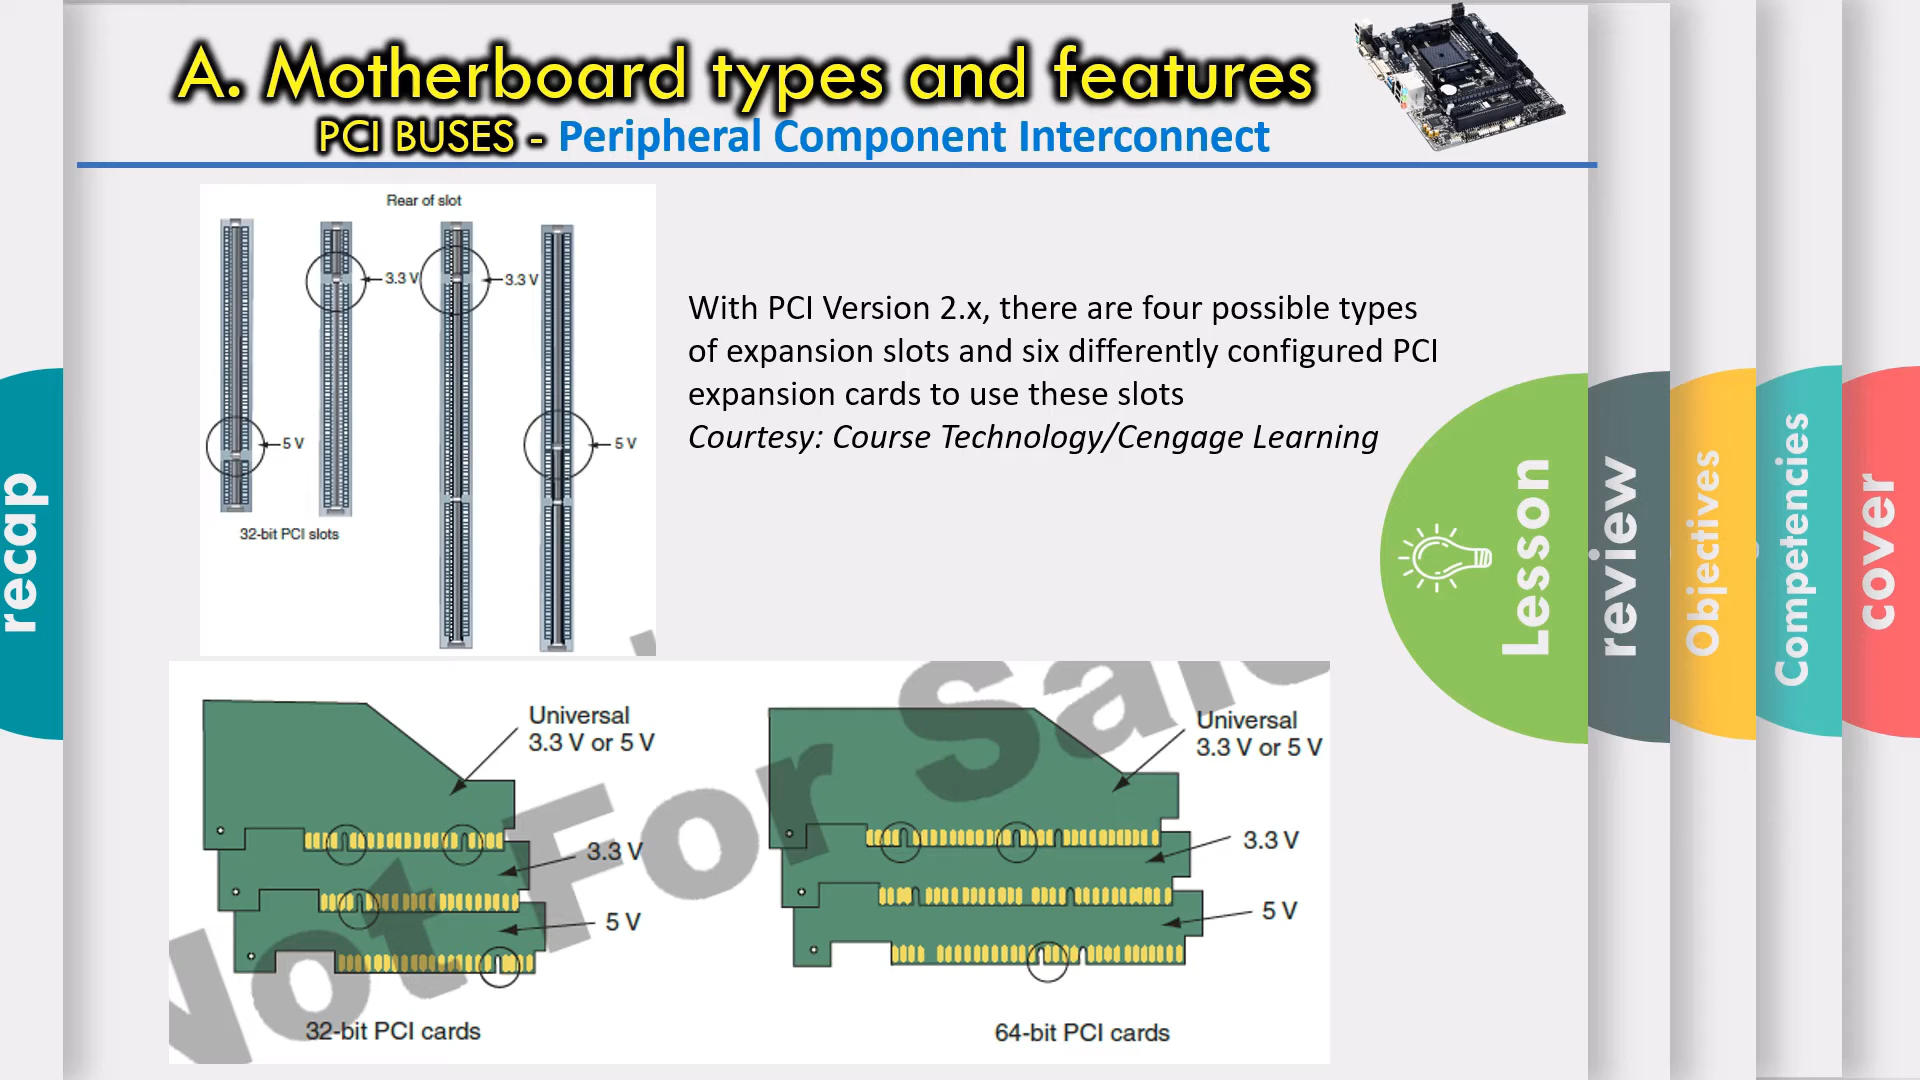 A. Motherboard types and features
PCI BUSES - Peripheral Component Interconnect
Rear of slot
3.3 V
3.3 V
5 V
5 V
32-bit PCI slots
With PCI Version 2.x, there are four possible types
of expansion slots and six differently configured PCI
expansion cards to use these slots
Courtesy: Course Technology/Cengage Learning
Universal
3.3 V or 5 V
3.3 V
5 V
32-bit PCI cards
Universal
3.3 V or 5 V
3.3 V
5 V
64-bit PCI cards
Not For Sale
recap
Lesson
review
Objectives
Competencies
cover